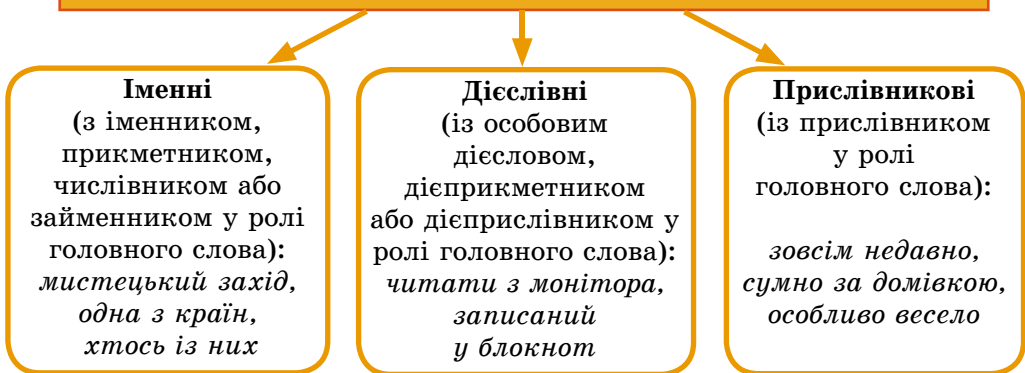 Іменні
(з іменником,
прикметником,
числівником або
займенником у ролі
головного слова):
мистецький захід,
одна з країн,
хтось із них
Дієслівні
(із особовим
дієсловом,
дієприкметником
або дієприслівником у
ролі головного слова):
читати з монітора,
записаний
у блокнот
Прислівникові
(із прислівником
у ролі
головного слова):
зовсім недавно,
сумно за домівкою,
особливо весело